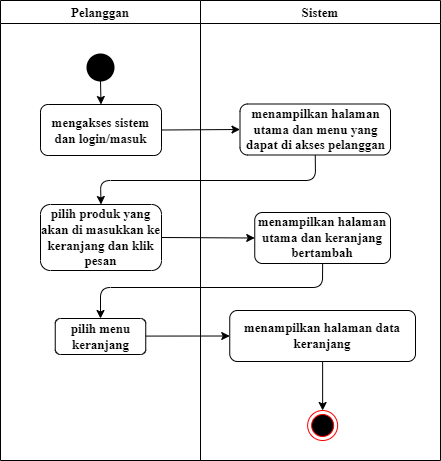 Pelanggan
Sistem
mengakses sistem
dan login/masuk
menampilkan halaman
utama dan menu yang
dapat di akses pelanggan
pilih produk yang
akan di masukkan ke
keranjang dan klik
pesan
menampilkan halaman
utama dan keranjang
bertambah
pilih menu
keranjang
menampilkan halaman data
keranjang